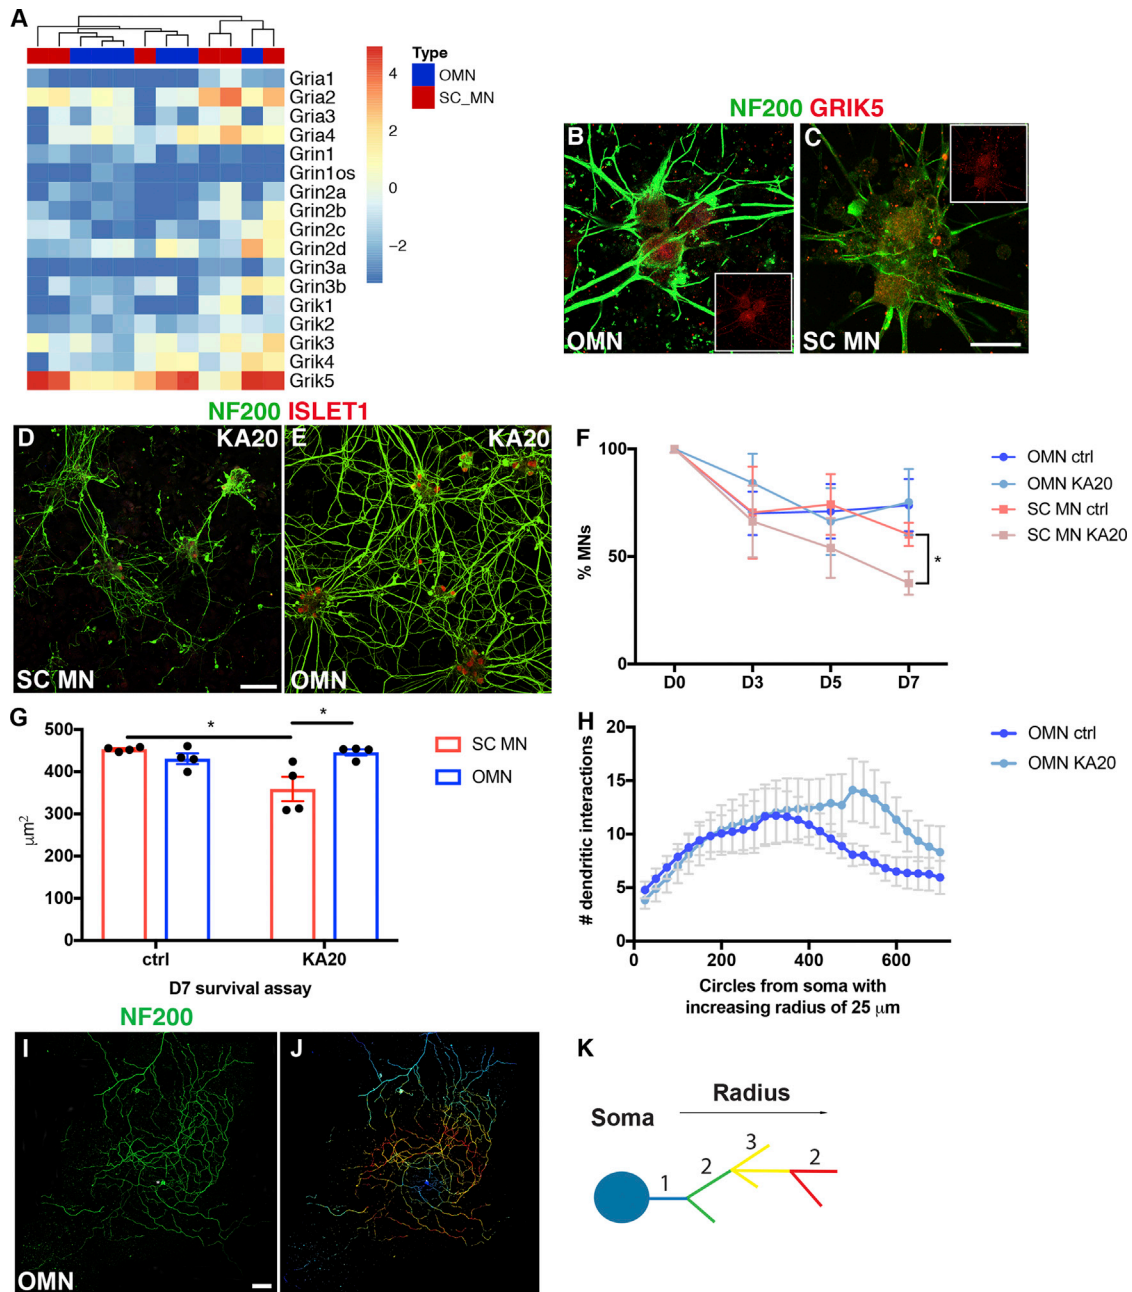 A
Type
OMN
SC_MN
4
2
0
−2
Gria1
Gria2
Gria3
Gria4
Grin1
Grin1os
Grin2a
Grin2b
Grin2c
Grin2d
Grin3a
Grin3b
Grik1
Grik2
Grik3
Grik4
Grik5
NF200 GRIK5
B
OMN
C
SC MN
NF200 ISLET1
D
KA20
SC MN
E
KA20
OMN
F
% MNs
100
50
0
D0 D3 D5 D7
*
OMN ctrl
OMN KA20
SC MN ctrl
SC MN KA20
G
μm2
500
400
300
200
100
0
* *
ctrl KA20
D7 survival assay
SC MN
OMN
H
# dendritic interactions
20
15
10
5
0
0 200 400 600
Circles from soma with
increasing radius of 25 μm
OMN ctrl
OMN KA20
NF200
I
OMN
J
K
Radius
Soma
1
2
3
2